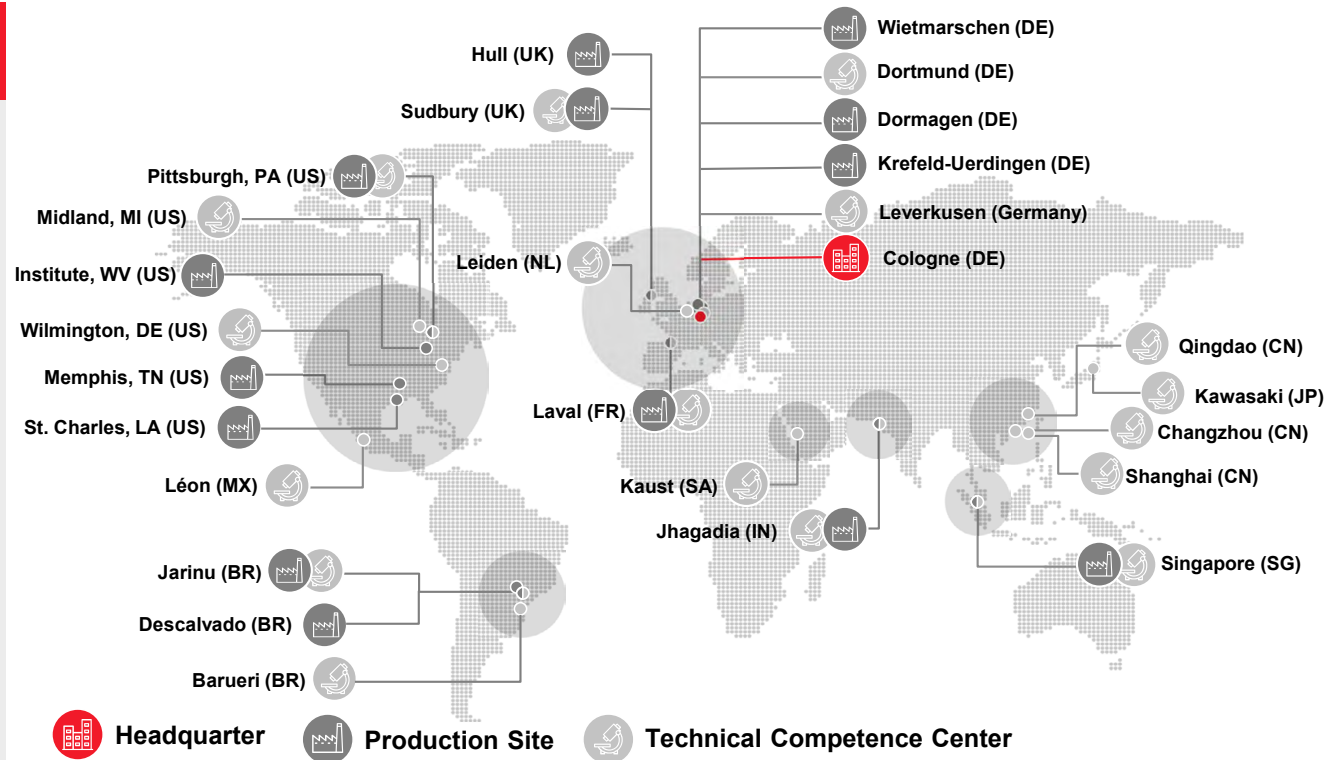 Wietmarschen (DE)
Hull (UK)
Dortmund (DE)
Sudbury (UK)
Dormagen (DE)
Krefeld-Uerdingen (DE)
Pittsburgh, PA (US)
Midland, MI (US)
Leverkusen (Germany)
Leiden (NL)
Cologne (DE)
Institute, WV (US)
Wilmington, DE (US)
Qingdao (CN)
Memphis, TN (US)
Kawasaki (JP)
Laval (FR)
St. Charles, LA (US)
Changzhou (CN)
Shanghai (CN)
Léon (MX)
Kaust (SA)
Jhagadia (IN)
Singapore (SG)
Jarinu (BR)
Descalvado (BR)
Barueri (BR)
Headquarter
Production Site
Technical Competence Center